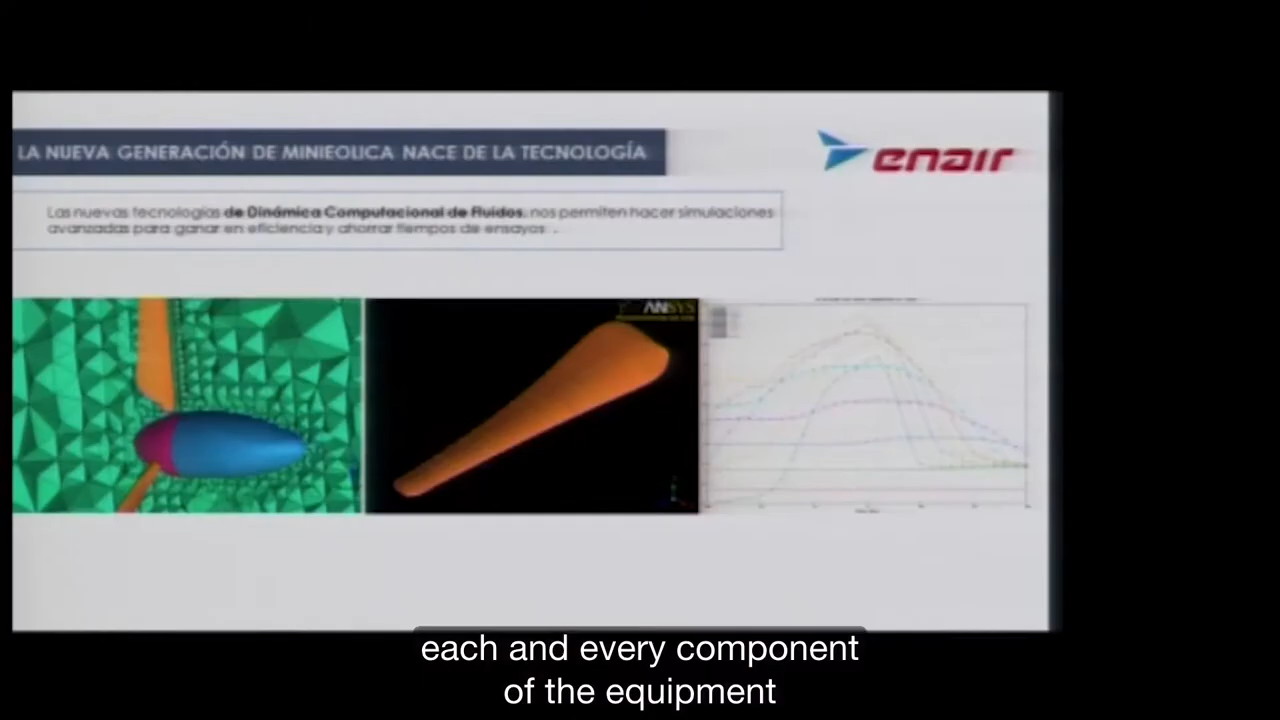 LA NUEVA GENERACIÓN DE MINIEOLICA NACE DE LA TECNOLOGÍA
enair
Las nuevas tecnologías de Dinámica Computacional de Fluidos, nos permiten hacer simulaciones
avanzadas para ganar en eficiencia y ahorrar tiempos de ensayos .
ANSYS
each and every component
of the equipment